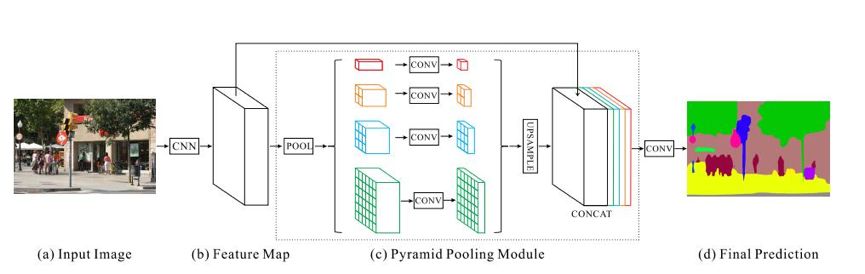 CONV
CONV
CNN
POOL
CONV
UPSAMPLE
CONV
CONV
CONCAT
(a) Input Image
(b) Feature Map
(c) Pyramid Pooling Module
(d) Final Prediction